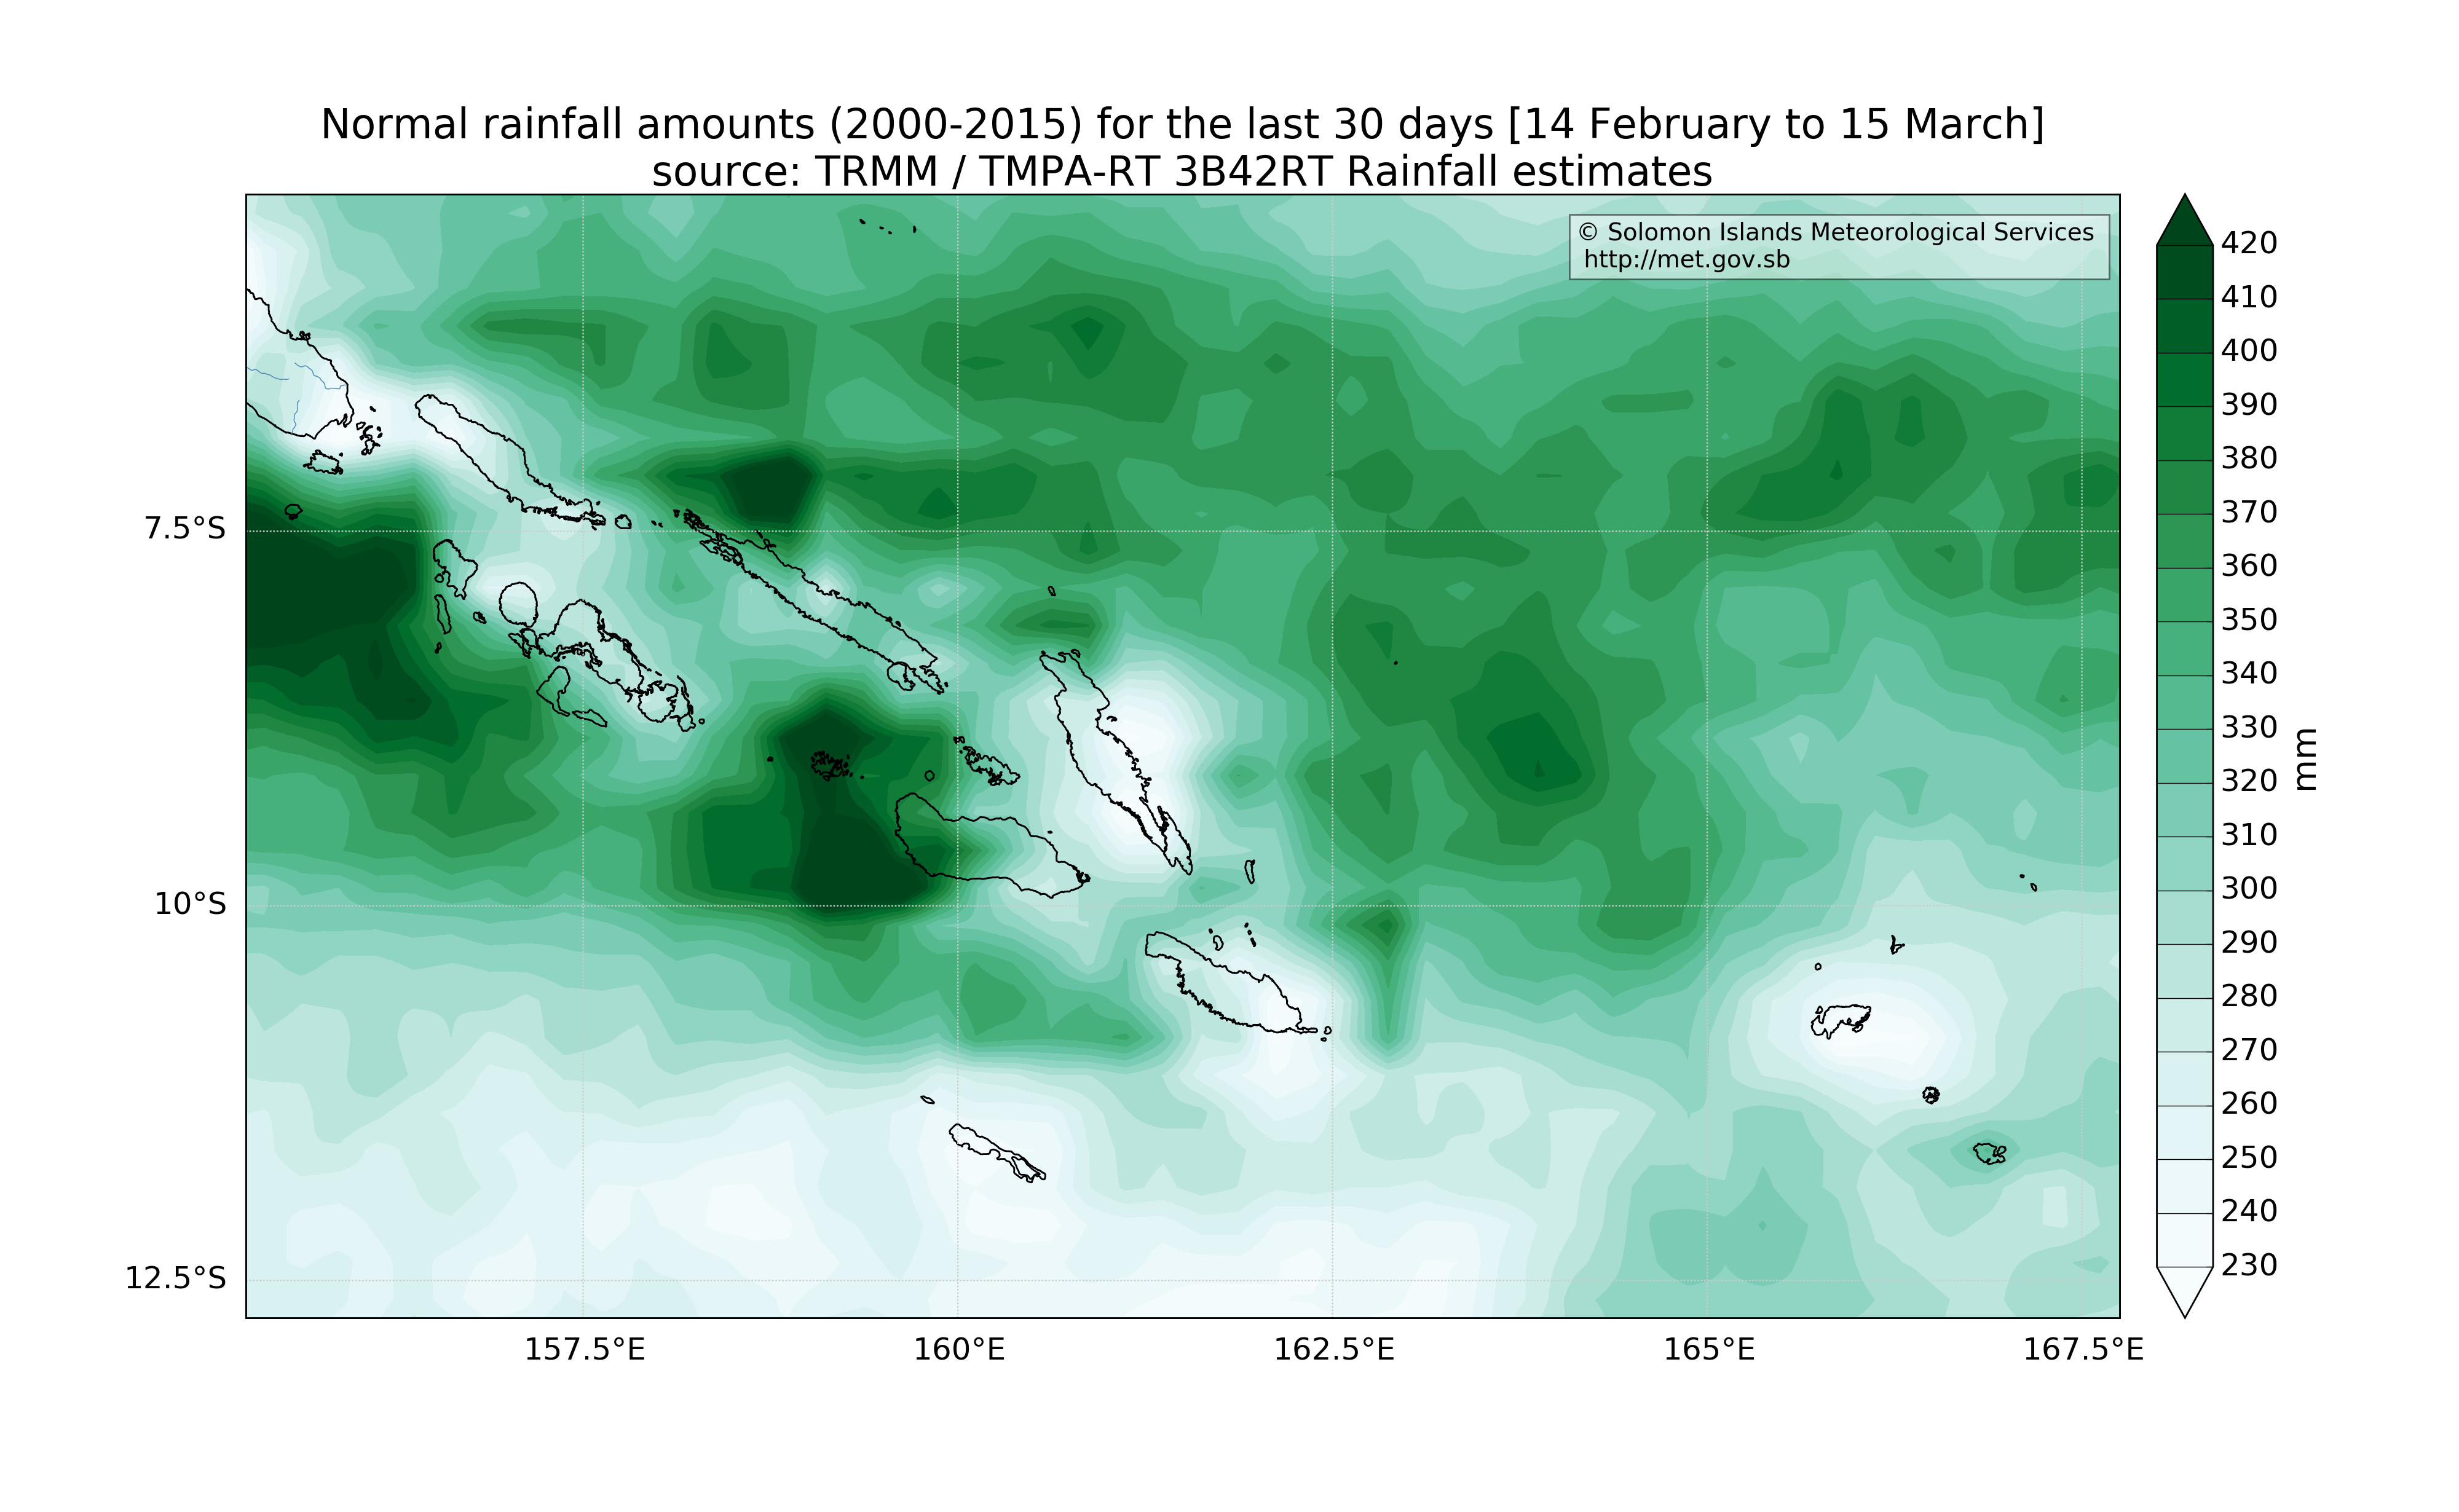 Normal rainfall amounts (2000-2015) for the last 30 days [14 February to 15 March]
source: TRMM / TMPA-RT 3B42RT Rainfall estimates
© Solomon Islands Meteorological Services
http://met.gov.sb
420
410
400
390
380
370
360
350
340
330
320
310
300
290
280
270
260
250
240
230
mm
7.5°S
10°S
12.5°S
157.5°E
160°E
162.5°E
165°E
167.5°E